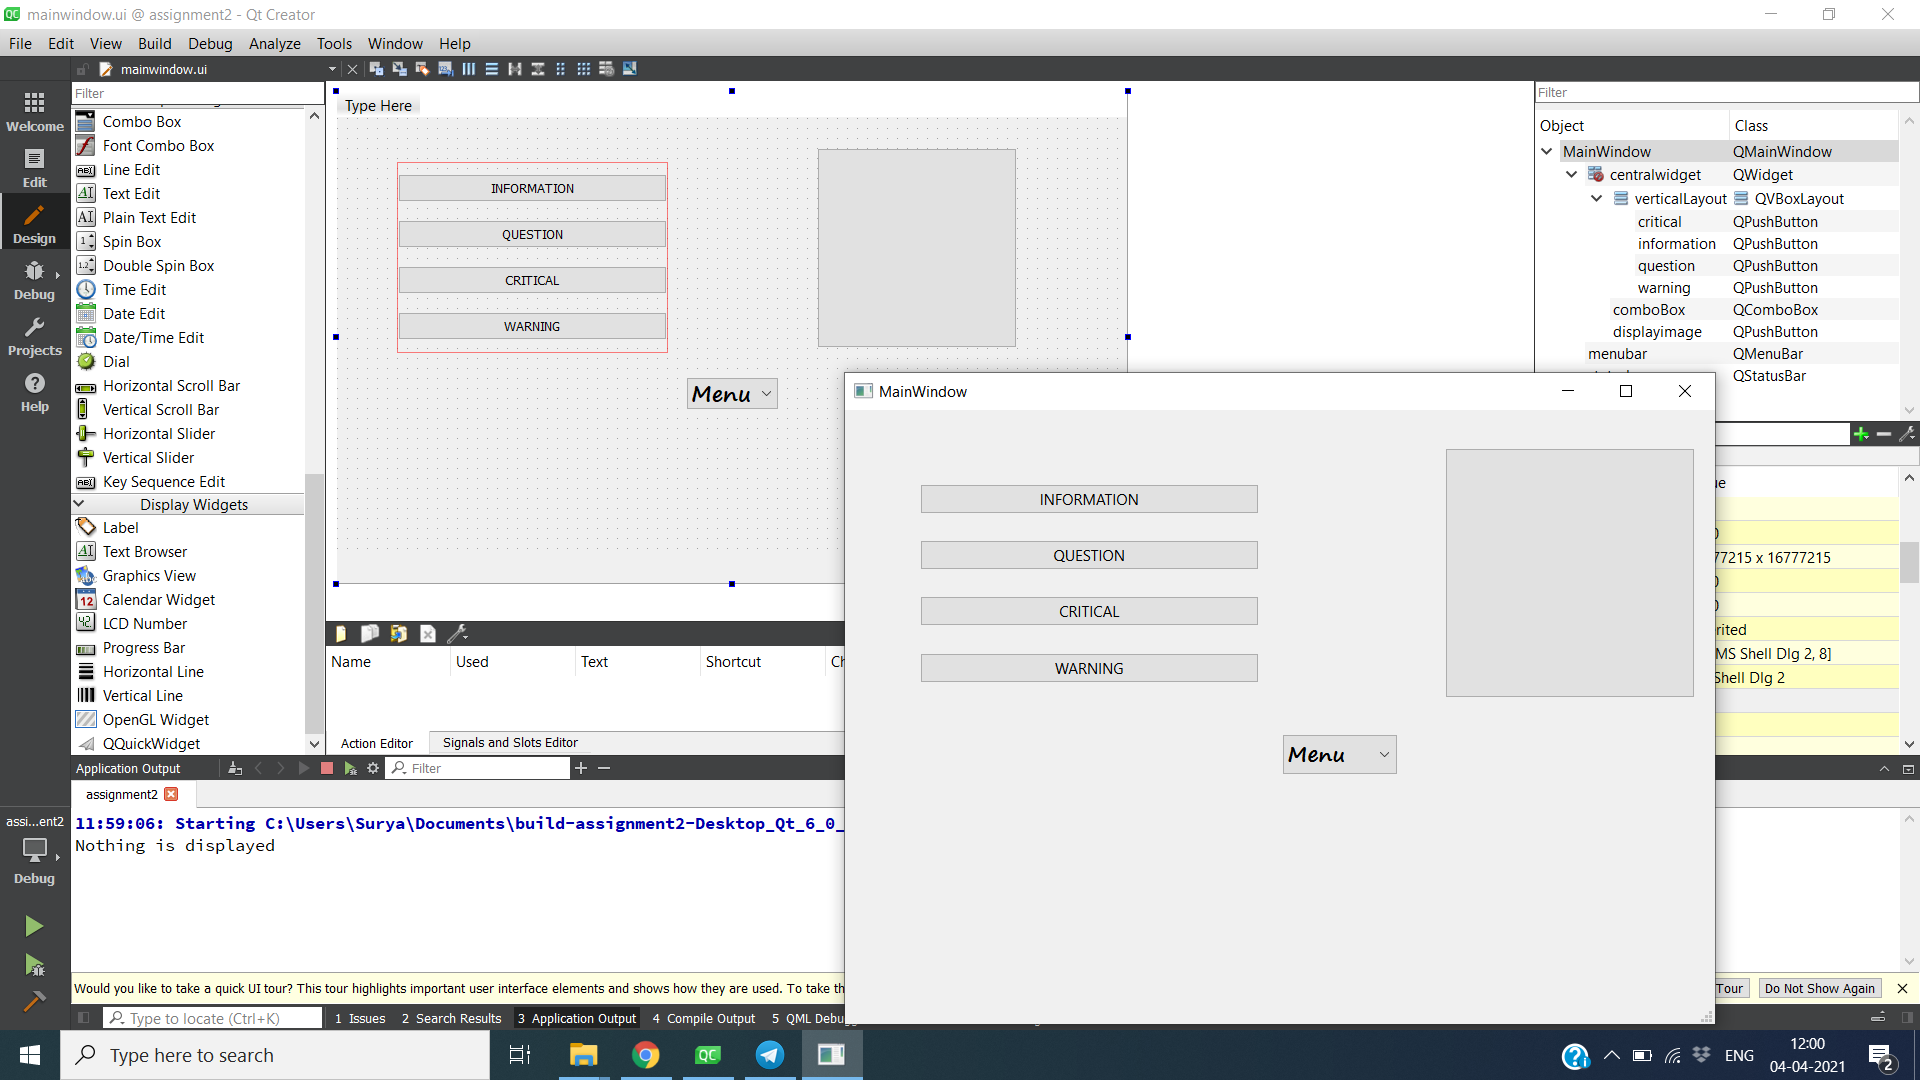 mainwindow.ui @ assignment2 - Qt Creator
File Edit View Build Debug Analyze Tools Window Help
mainwindow.ui
Filter
Welcome
Edit
Design
Debug
Projects
Help
Combo Box
Font Combo Box
Line Edit
Text Edit
Plain Text Edit
Spin Box
Double Spin Box
Time Edit
Date Edit
Date/Time Edit
Dial
Horizontal Scroll Bar
Vertical Scroll Bar
Horizontal Slider
Vertical Slider
Key Sequence Edit
Display Widgets
Label
Text Browser
Graphics View
Calendar Widget
LCD Number
Progress Bar
Horizontal Line
Vertical Line
OpenGL Widget
QQuickWidget
Type Here
INFORMATION
QUESTION
CRITICAL
WARNING
Menu
Filter
Object Class
MainWindow QMainWindow
centralwidget QWidget
verticalLayout QVBoxLayout
critical QPushButton
information QPushButton
question QPushButton
warning QPushButton
comboBox QComboBox
displayimage QPushButton
menubar QMenuBar
QStatusBar
77215 x 16777215
rited
MS Shell Dlg 2, 8]
Shell Dlg 2
MainWindow
INFORMATION
QUESTION
CRITICAL
WARNING
Menu
Name Used Text Shortcut
Action Editor Signals and Slots Editor
Application Output Filter
assignment2
11:59:06: Starting C:\Users\Surya\Documents\build-assignment2-Desktop_Qt_6_0_
Nothing is displayed
assi...ent2
Debug
Would you like to take a quick UI tour? This tour highlights important user interface elements and shows how they are used. To take th
Tour Do Not Show Again
Type to locate (Ctrl+K) 1 Issues 2 Search Results 3 Application Output 4 Compile Output 5 QML Debug
Type here to search
ENG
12:00
04-04-2021
2